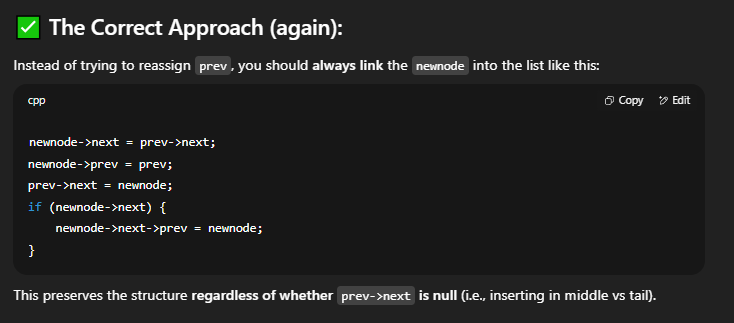 ✅ The Correct Approach (again):
Instead of trying to reassign prev, you should always link the newnode into the list like this:
cpp Copy Edit
newnode->next = prev->next;
newnode->prev = prev;
prev->next = newnode;
if (newnode->next) {
    newnode->next->prev = newnode;
}
This preserves the structure regardless of whether prev->next is null (i.e., inserting in middle vs tail).